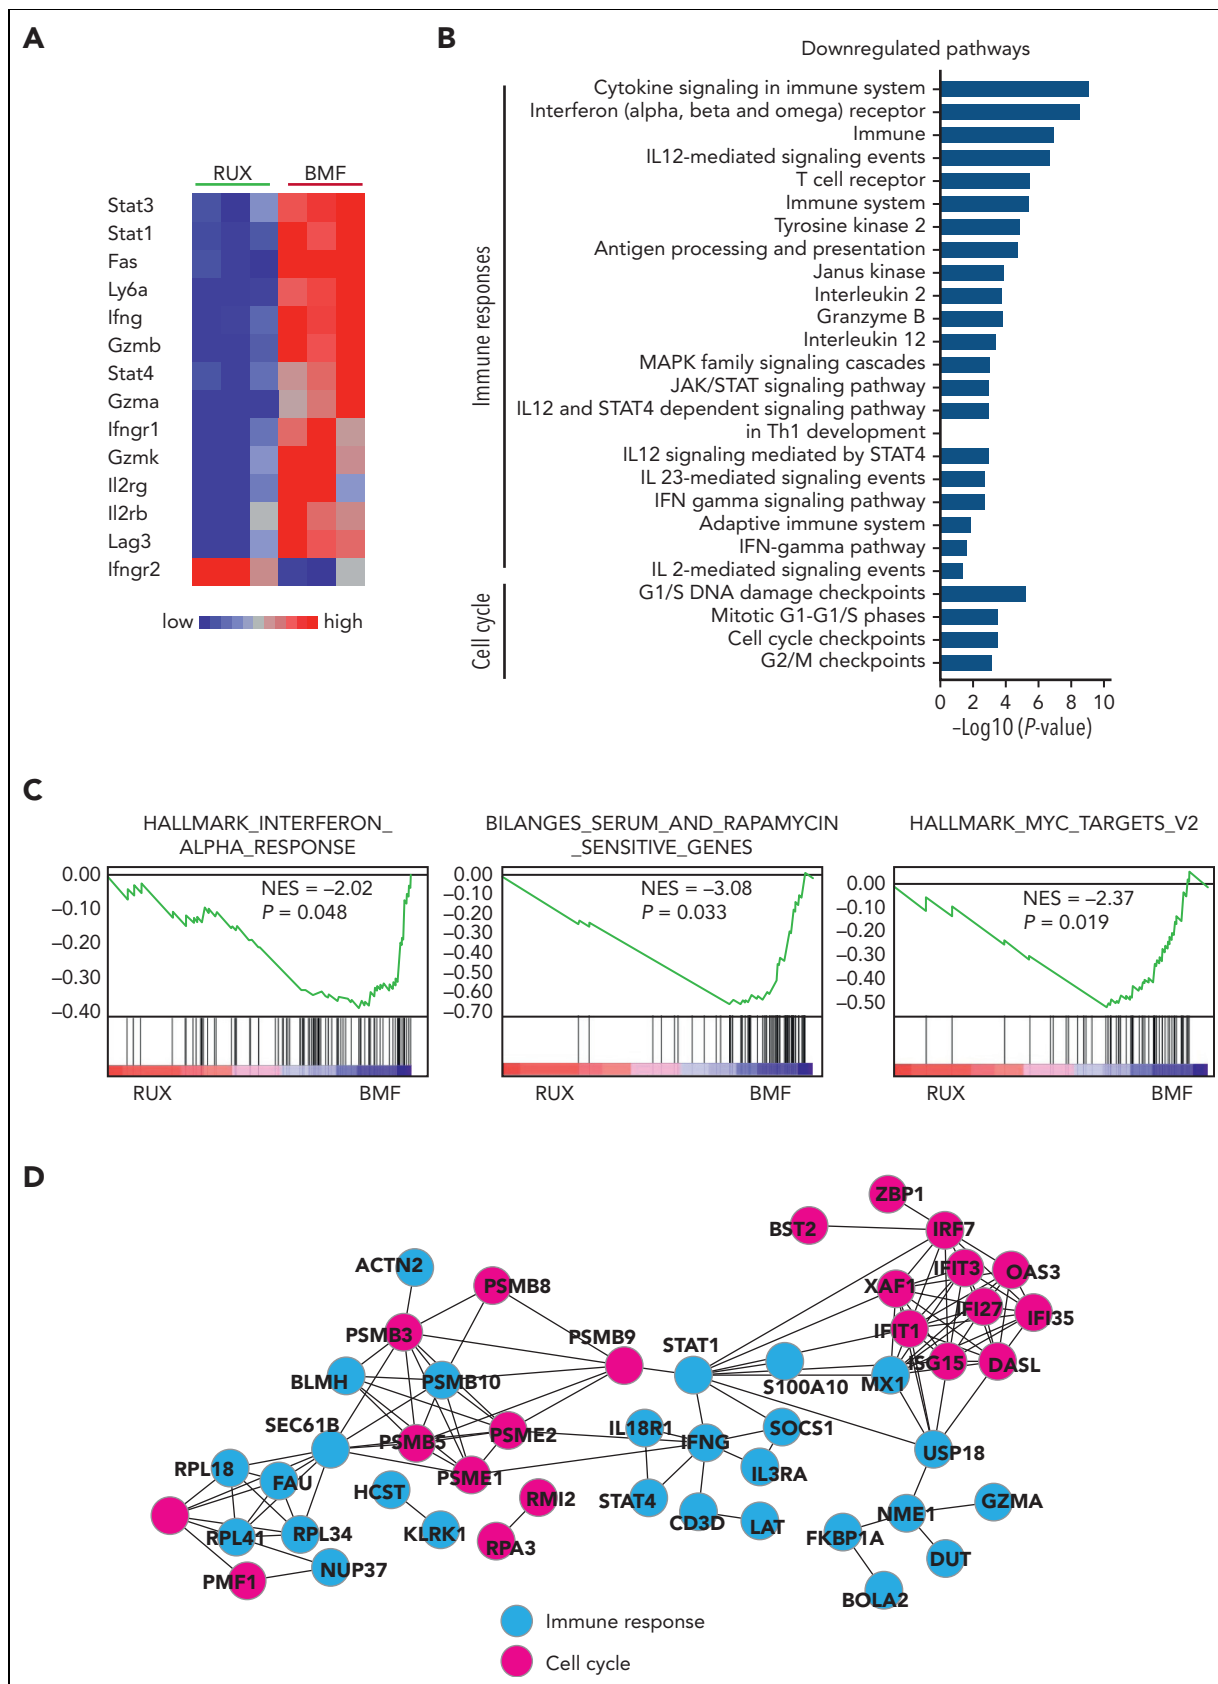 A
RUX
BMF
Stat3
Stat1
Fas
Ly6a
Ifng
Gzmb
Stat4
Gzma
Ifngr1
Gzmk
Il2rg
Il2rb
Lag3
Ifngr2
low
high
B
Downregulated pathways
Immune responses
Cytokine signaling in immune system
Interferon (alpha, beta and omega) receptor
Immune
IL12-mediated signaling events
T cell receptor
Immune system
Tyrosine kinase 2
Antigen processing and presentation
Janus kinase
Interleukin 2
Granzyme B
Interleukin 12
MAPK family signaling cascades
JAK/STAT signaling pathway
IL12 and STAT4 dependent signaling pathway
in Th1 development
IL12 signaling mediated by STAT4
IL 23-mediated signaling events
IFN gamma signaling pathway
Adaptive immune system
IFN-gamma pathway
IL 2-mediated signaling events
Cell cycle
G1/S DNA damage checkpoints
Mitotic G1-G1/S phases
Cell cycle checkpoints
G2/M checkpoints
0 2 4 6 8 10
–Log10 (P-value)
C
HALLMARK_INTERFERON_
ALPHA_RESPONSE
0.00
–0.10
–0.20
–0.30
–0.40
NES = –2.02
P = 0.048
RUX
BMF
BILANGES_SERUM_AND_RAPAMYCIN
_SENSITIVE_GENES
0.00
–0.10
–0.20
–0.30
–0.40
–0.50
–0.60
–0.70
NES = –3.08
P = 0.033
RUX
BMF
HALLMARK_MYC_TARGETS_V2
0.00
–0.10
–0.20
–0.30
–0.40
–0.50
NES = –2.37
P = 0.019
RUX
BMF
D
ZBP1
BST2
IRF7
ACTN2
IFIT3
OAS3
PSMB8
XAF1
IFI27
IFI35
PSMB3
PSMB9
STAT1
IFIT1
ISG15
DASL
BLMH
PSMB10
S100A10
MX1
SEC61B
PSMB5
PSME2
IL18R1
IFNG
SOCS1
USP18
RPL18
FAU
HCST
PSME1
IL3RA
RMI2
STAT4
CD3D
LAT
NME1
GZMA
RPL41
RPL34
KLRK1
RPA3
FKBP1A
DUT
PMF1
NUP37
BOLA2
Immune response
Cell cycle